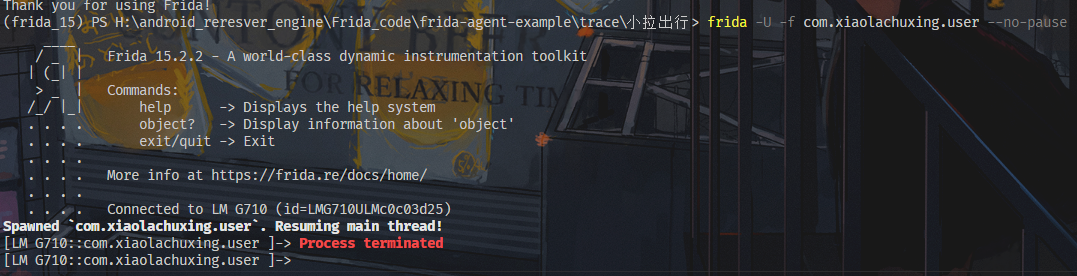 Thank you for using Frida!
(frida_15) PS H:\android_reresver_engine\Frida_code\frida-agent-example\trace\小拉出行> frida -U -f com.xiaolachuxing.user --no-pause
     ____
    / _  |   Frida 15.2.2 - A world-class dynamic instrumentation toolkit
   | (_| |
    > _  |   Commands:
   /_/ |_|       help      -> Displays the help system
   . . . .       object?   -> Display information about 'object'
   . . . .       exit/quit -> Exit
   . . . .
   . . . .   More info at https://frida.re/docs/home/
   . . . .
   . . . .   Connected to LM G710 (id=LMG710ULMc0c03d25)
Spawned `com.xiaolachuxing.user`. Resuming main thread!
[LM G710::com.xiaolachuxing.user ]-> Process terminated
[LM G710::com.xiaolachuxing.user ]->
FOR RELAXING TIM